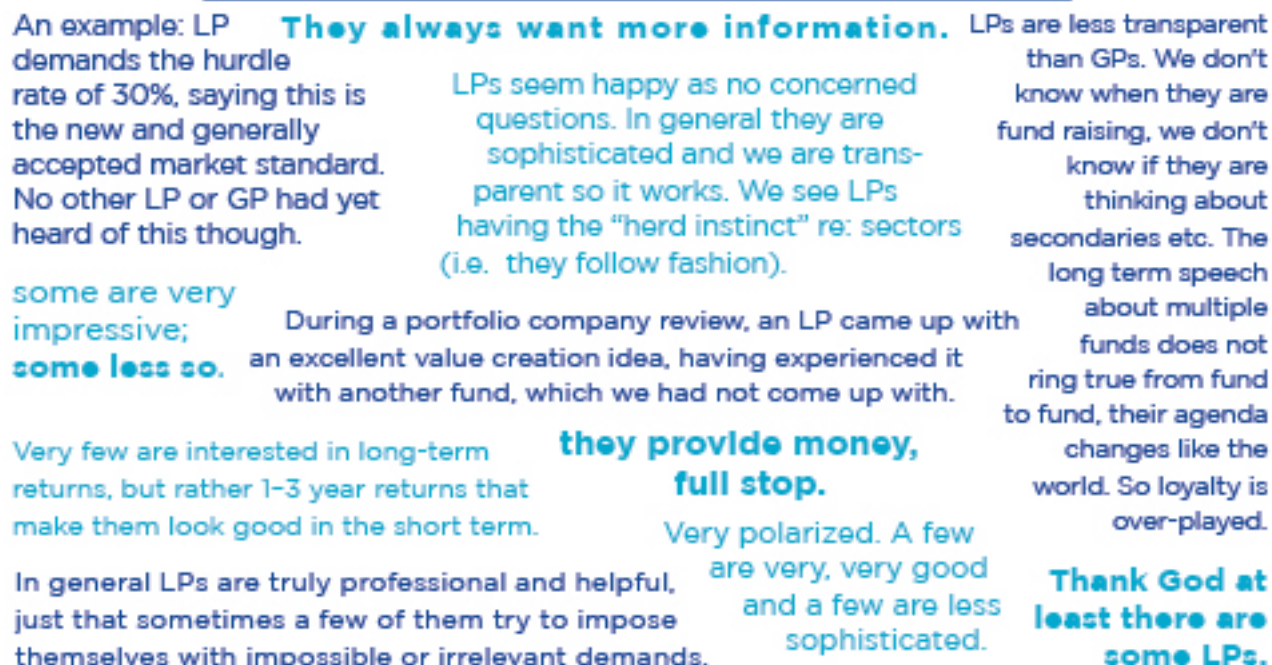 An example: LP
demands the hurdle
rate of 30%, saying this is
the new and generally
accepted market standard.
No other LP or GP had yet
heard of this though.
They always want more information.
LPs seem happy as no concerned
questions. In general they are
sophisticated and we are trans-
parent so it works. We see LPs
having the “herd instinct” re: sectors
(i.e. they follow fashion).
LPs are less transparent
than GPs. We don't
know when they are
fund raising, we don't
know if they are
thinking about
secondaries etc. The
long term speech
about multiple
funds does not
ring true from fund
to fund, their agenda
changes like the
world. So loyalty is
over-played.
some are very
impressive;
some less so.
During a portfolio company review, an LP came up with
an excellent value creation idea, having experienced it
with another fund, which we had not come up with.
Very few are interested in long-term
returns, but rather 1–3 year returns that
make them look good in the short term.
they provide money,
full stop.
Very polarized. A few
are very, very good
and a few are less
sophisticated.
In general LPs are truly professional and helpful,
just that sometimes a few of them try to impose
themselves with impossible or irrelevant demands.
Thank God at
least there are
some LPs.